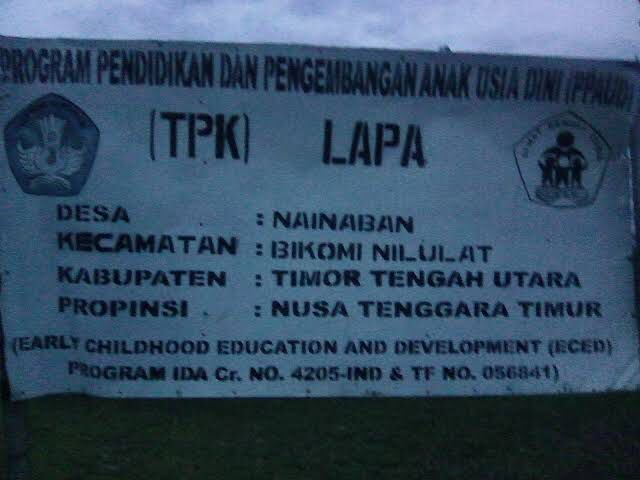 PROGRAM PENDIDIKAN DAN PENGEMBANGAN ANAK USIA DINI (PPAUD)
(TPK) LAPA
DESA : NAINABAN
KECAMATAN : BIKOMI NILULAT
KABUPATEN : TIMOR TENGAH UTARA
PROPINSI : NUSA TENGGARA TIMUR
(EARLY CHILDHOOD EDUCATION AND DEVELOPMENT (ECED)
PROGRAM IDA Cr. NO. 4205-IND & TF NO. 056841)